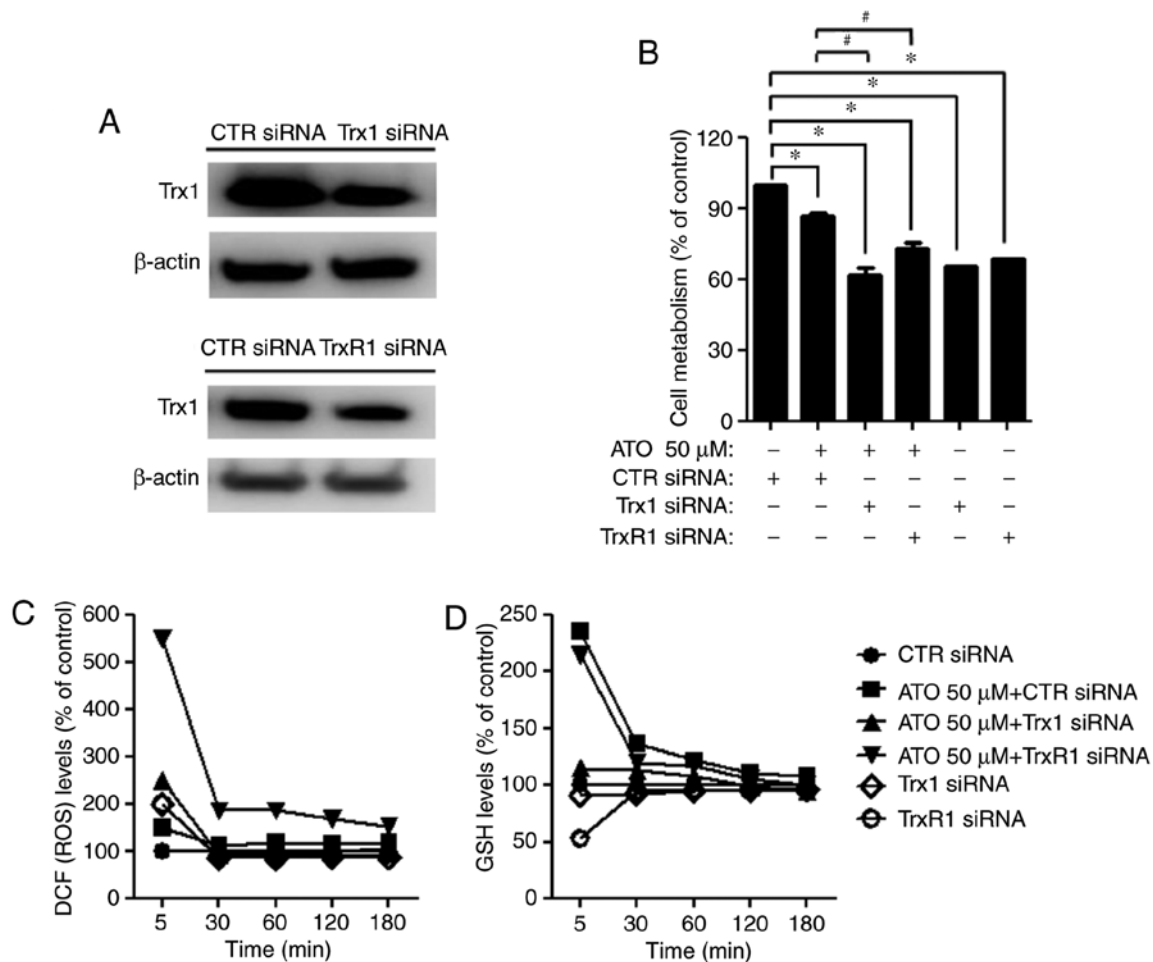 A
CTR siRNA Trx1 siRNA
Trx1
β-actin
CTR siRNA TrxR1 siRNA
Trx1
β-actin
B
#
#
*
*
*
*
*
Cell metabolism (% of control)
120
90
60
30
0
ATO 50 μM: – + + + – –
CTR siRNA: + + – – – –
Trx1 siRNA: – – + – + –
TrxR1 siRNA: – – – + – +
C
DCF (ROS) levels (% of control)
600
500
400
300
200
100
0
5 30 60 120 180
Time (min)
D
GSH levels (% of control)
250
200
150
100
50
0
5 30 60 120 180
Time (min)
CTR siRNA
ATO 50 μM+CTR siRNA
ATO 50 μM+Trx1 siRNA
ATO 50 μM+TrxR1 siRNA
Trx1 siRNA
TrxR1 siRNA